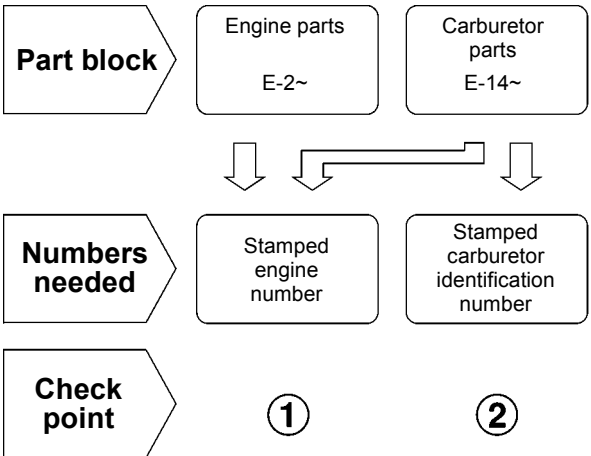 Part block
Engine parts
E-2~
Carburetor
parts
E-14~
Numbers
needed
Stamped
engine
number
Stamped
carburetor
identification
number
Check
point
①
②